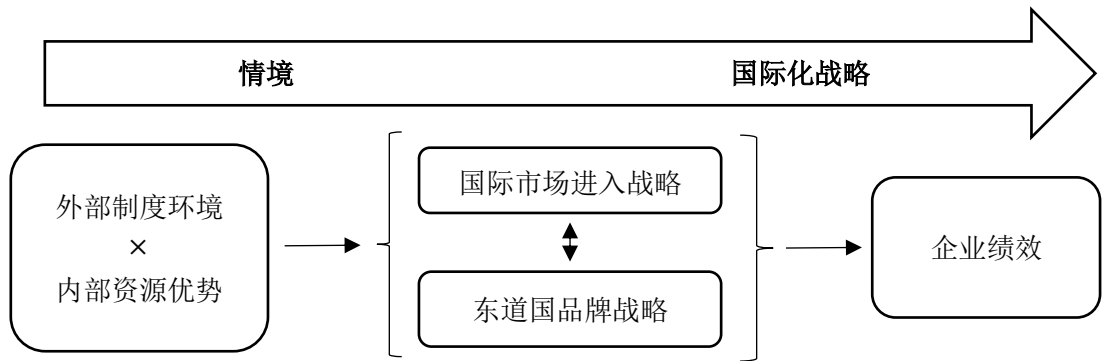 情境
国际化战略
外部制度环境
×
内部资源优势
国际市场进入战略
东道国品牌战略
企业绩效